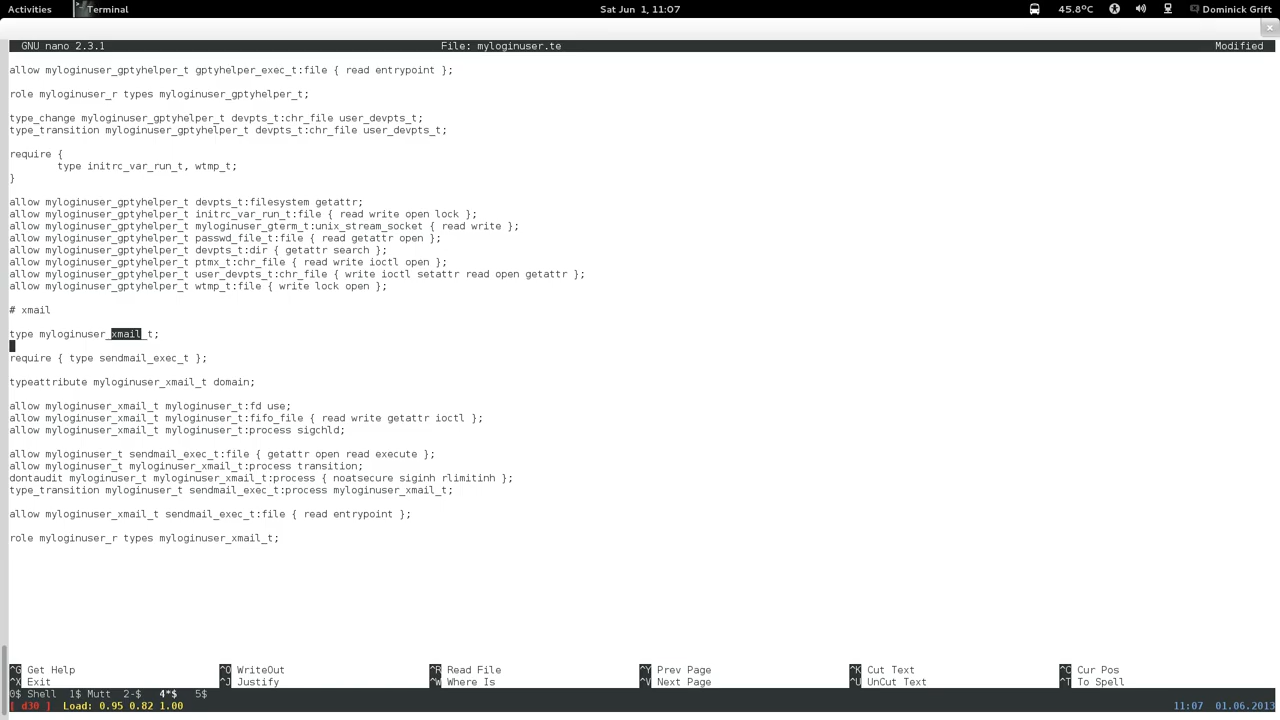 Activities Terminal Sat Jun 1, 11:07 45.8°C Dominick Grift
GNU nano 2.3.1 File: myloginuser.te Modified
allow myloginuser_gptyhelper_t gptyhelper_exec_t:file { read entrypoint };
role myloginuser_r types myloginuser_gptyhelper_t;
type_change myloginuser_gptyhelper_t devpts_t:chr_file user_devpts_t;
type_transition myloginuser_gptyhelper_t devpts_t:chr_file user_devpts_t;
require {
type initrc_var_run_t, wtmp_t;
}
allow myloginuser_gptyhelper_t devpts_t:filesystem getattr;
allow myloginuser_gptyhelper_t initrc_var_run_t:file { read write open lock };
allow myloginuser_gptyhelper_t myloginuser_gterm_t:unix_stream_socket { read write };
allow myloginuser_gptyhelper_t passwd_file_t:file { read getattr open };
allow myloginuser_gptyhelper_t devpts_t:dir { getattr search };
allow myloginuser_gptyhelper_t ptmx_t:chr_file { read write ioctl open };
allow myloginuser_gptyhelper_t user_devpts_t:chr_file { write ioctl setattr read open getattr };
allow myloginuser_gptyhelper_t wtmp_t:file { write lock open };
# xmail
type myloginuser_xmail_t;
require { type sendmail_exec_t };
typeattribute myloginuser_xmail_t domain;
allow myloginuser_xmail_t myloginuser_t:fd use;
allow myloginuser_xmail_t myloginuser_t:fifo_file { read write getattr ioctl };
allow myloginuser_xmail_t myloginuser_t:process sigchld;
allow myloginuser_t sendmail_exec_t:file { getattr open read execute };
allow myloginuser_t myloginuser_xmail_t:process transition;
dontaudit myloginuser_t myloginuser_xmail_t:process { noatsecure siginh rlimitinh };
type_transition myloginuser_t sendmail_exec_t:process myloginuser_xmail_t;
allow myloginuser_xmail_t sendmail_exec_t:file { read entrypoint };
role myloginuser_r types myloginuser_xmail_t;
^G Get Help ^O WriteOut ^R Read File ^Y Prev Page ^K Cut Text ^C Cur Pos
^X Exit ^J Justify ^W Where Is ^V Next Page ^U UnCut Text ^T To Spell
0$ Shell 1$ Mutt 2-$ 4*$ 5$
[ d30 ] Load: 0.95 0.82 1.00 11:07 01.06.2013